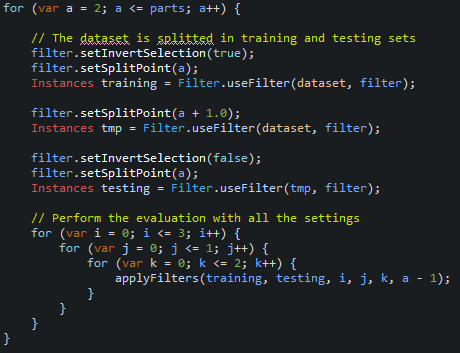 for (var a = 2; a <= parts; a++) {
// The dataset is splitted in training and testing sets
filter.setInvertSelection(true);
filter.setSplitPoint(a);
Instances training = Filter.useFilter(dataset, filter);
filter.setSplitPoint(a + 1.0);
Instances tmp = Filter.useFilter(dataset, filter);
filter.setInvertSelection(false);
filter.setSplitPoint(a);
Instances testing = Filter.useFilter(tmp, filter);
// Perform the evaluation with all the settings
for (var i = 0; i <= 3; i++) {
for (var j = 0; j <= 1; j++) {
for (var k = 0; k <= 2; k++) {
applyFilters(training, testing, i, j, k, a - 1);
}
}
}
}